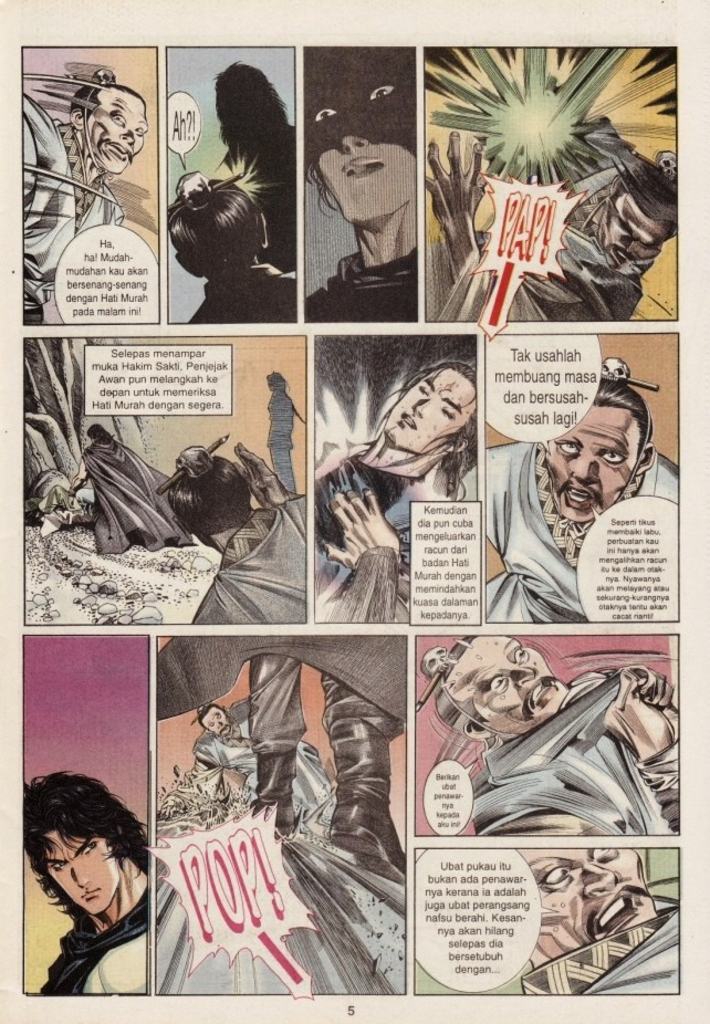 Ha,
ha! Mudah-
mudahan kau akan
bersenang-senang
dengan Hati Murah
pada malam ini!
Ah?!
PAP!
Selepas menampar
muka Hakim Sakti, Penjejak
Awan pun melangkah ke
depan untuk memeriksa
Hati Murah dengan segera.
Kemudian
dia pun cuba
mengeluarkan
racun dari
badan Hati
Murah dengan
memindahkan
kuasa dalaman
kepadanya.
Tak usahlah
membuang masa
dan bersusah-
susah lagi!
Seperti tikus
membaiki labu,
perbuatan kau
ini hanya akan
mengalihkan racun
itu ke dalam otak-
nya. Nyawanya
akan melayang atau
sekurang-kurangnya
otaknya tentu akan
cacat nanti!
POP!
Berikan
ubat
penawar-
nya
kepada
aku ini!
Ubat pukau itu
bukan ada penawar-
nya kerana ia adalah
juga ubat perangsang
nafsu berahi. Kesan-
nya akan hilang
selepas dia
bersetubuh
dengan...
5